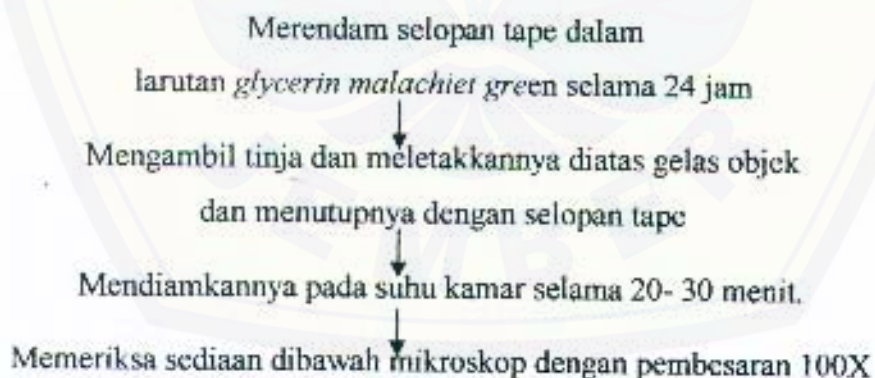 Merendam selopan tape dalam
larutan glycerin malachiet green selama 24 jam
Mengambil tinja dan meletakkannya diatas gelas objek
dan menutupnya dengan selopan tape
Mendiamkannya pada suhu kamar selama 20- 30 menit.
Memeriksa sediaan dibawah mikroskop dengan pembesaran 100X